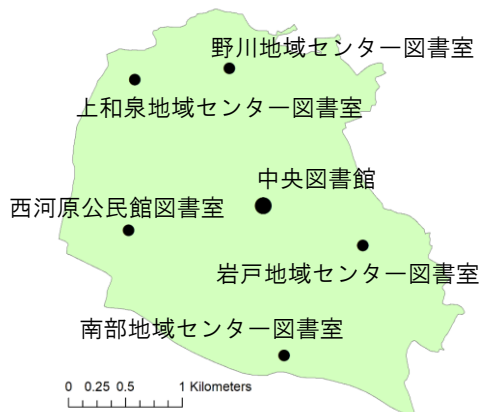 野川地域センター図書室
上和泉地域センター図書室
中央図書館
西河原公民館図書室
岩戸地域センター図書室
南部地域センター図書室
0 0.25 0.5 1 Kilometers